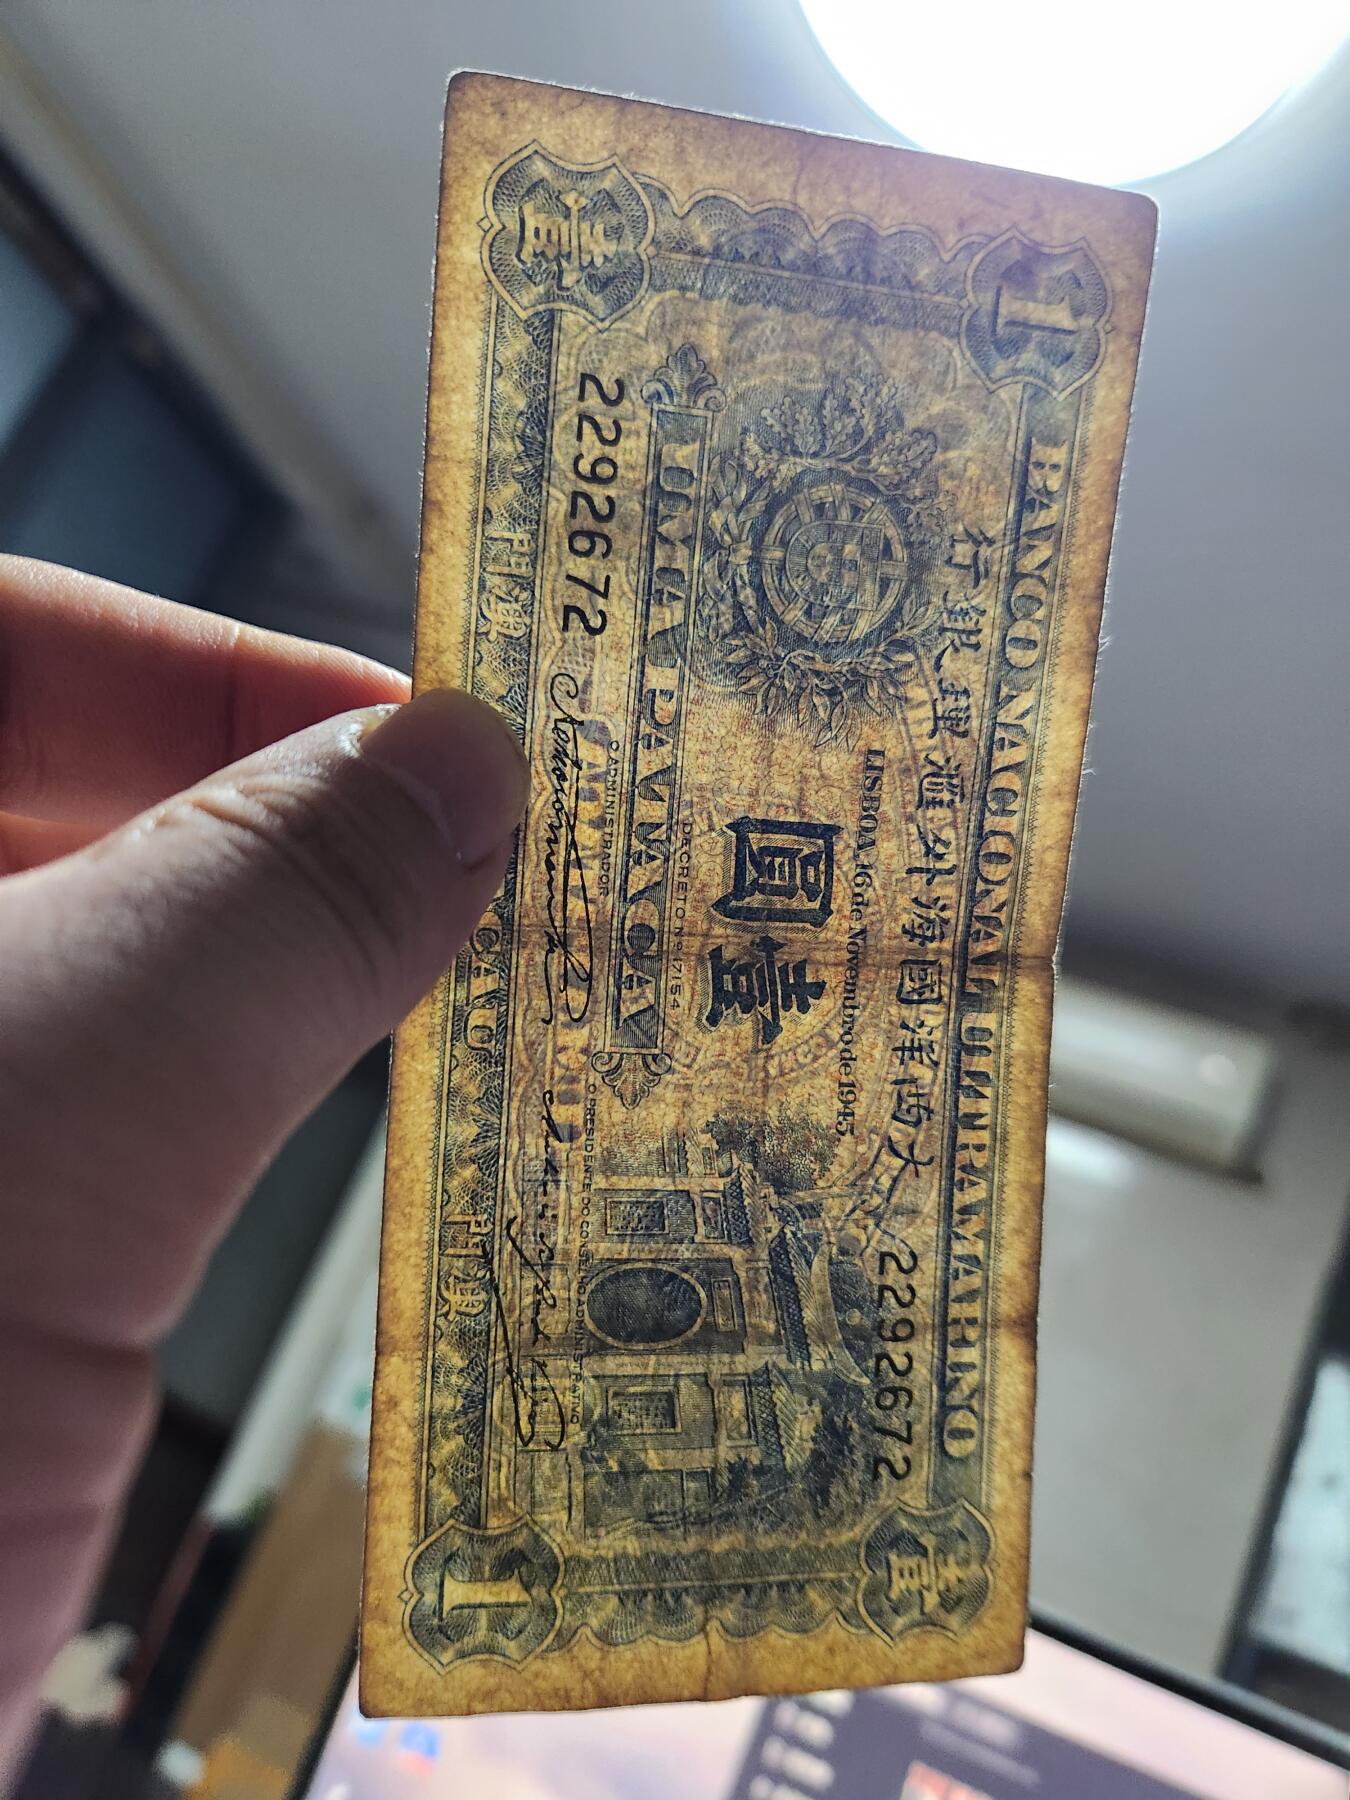 BANCO NACIONAL ULTRAMARINO
行銀理滙外海國洋西大
2292672
LISBOA, 16 de Novembro de 1945.
圓壹
DECRETO No 17154
UMA PATACA
2292672
O ADMINISTRADOR
O PRESIDENTE DO CONSELHO ADMINISTRATIVO
門澳
CAU
門澳
壹
1
1
壹